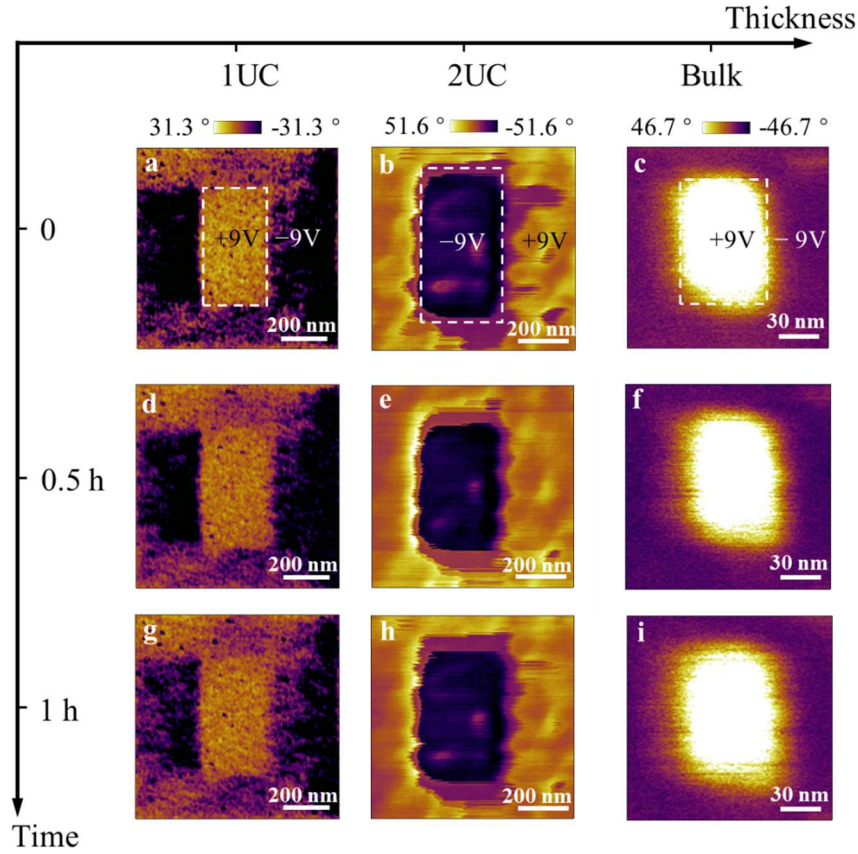 Thickness
1UC 2UC Bulk
31.3 ° -31.3 ° 51.6 ° -51.6 ° 46.7 ° -46.7 °
0
a +9V −9V 200 nm
b −9V +9V 200 nm
c +9V − 9V 30 nm
0.5 h
d 200 nm
e 200 nm
f 30 nm
1 h
g 200 nm
h 200 nm
i 30 nm
Time